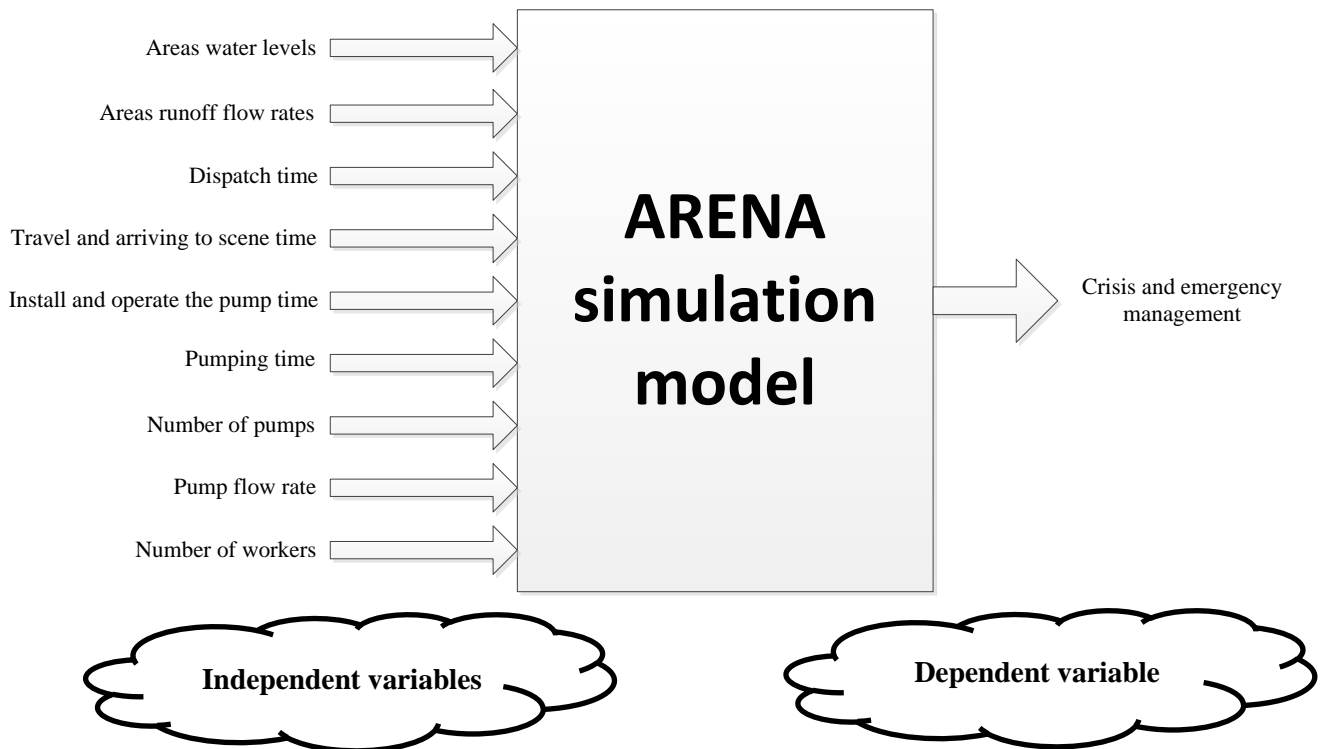 Areas water levels
Areas runoff flow rates
Dispatch time
Travel and arriving to scene time
Install and operate the pump time
Pumping time
Number of pumps
Pump flow rate
Number of workers
ARENA
simulation
model
Crisis and emergency
management
Independent variables
Dependent variable